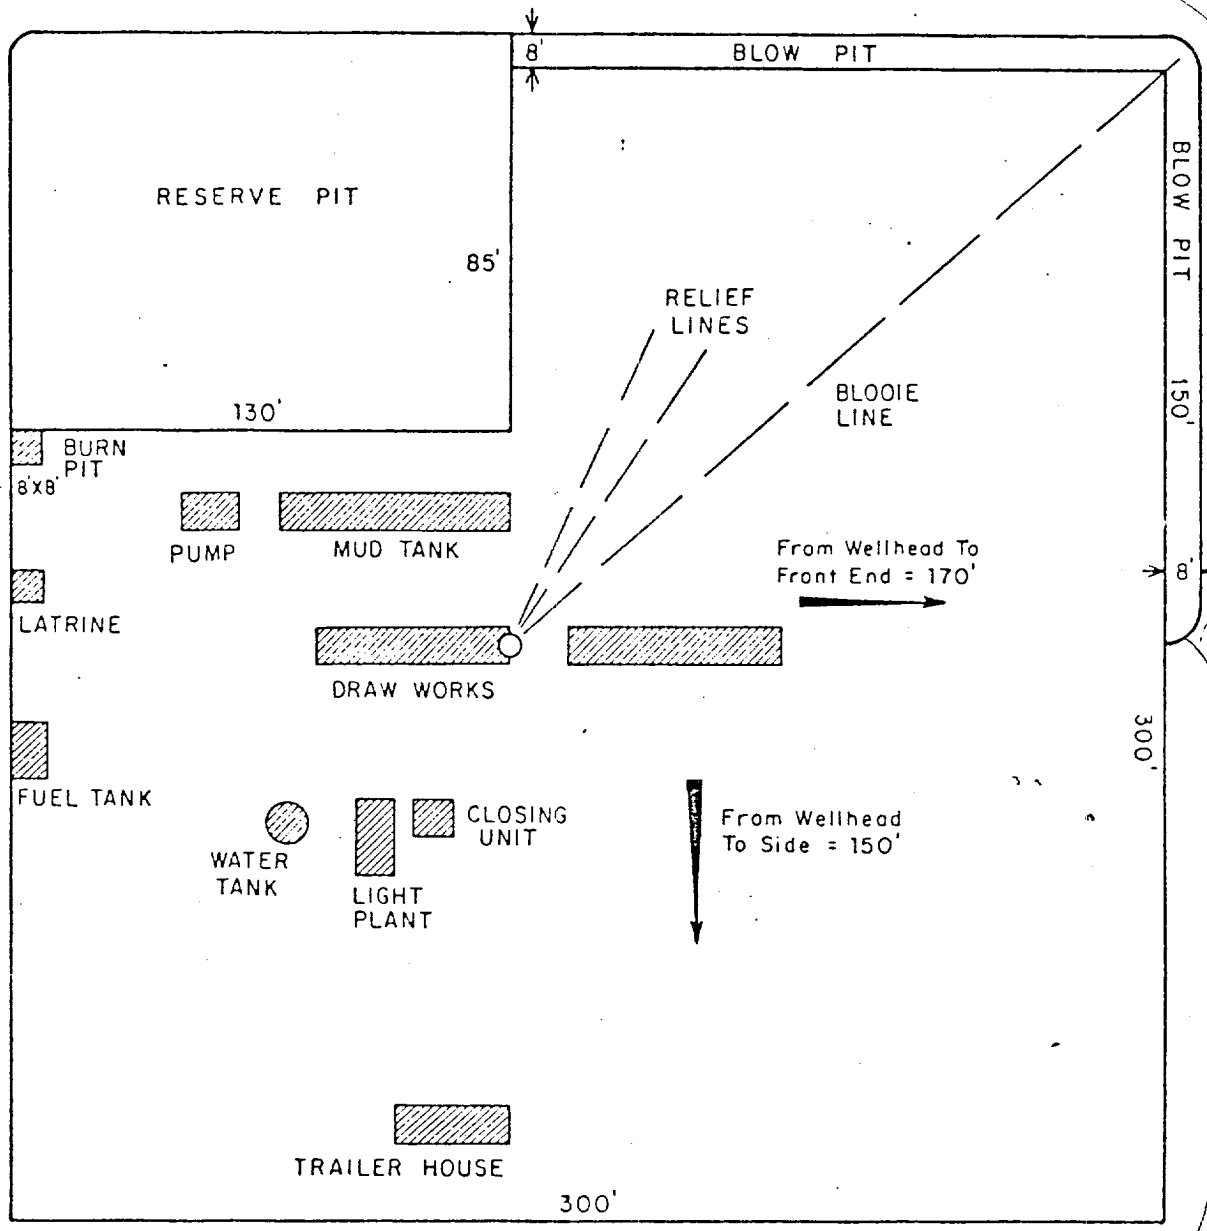 8'
BLOW PIT
RESERVE PIT
85'
130'
BLOW PIT 150'
RELIEF
LINES
BLOOIE
LINE
BURN
PIT
8'X8'
PUMP
MUD TANK
From Wellhead To
Front End = 170'
8'
LATRINE
DRAW WORKS
300'
FUEL TANK
WATER
TANK
LIGHT
PLANT
CLOSING
UNIT
From Wellhead
To Side = 150'
TRAILER HOUSE
300'